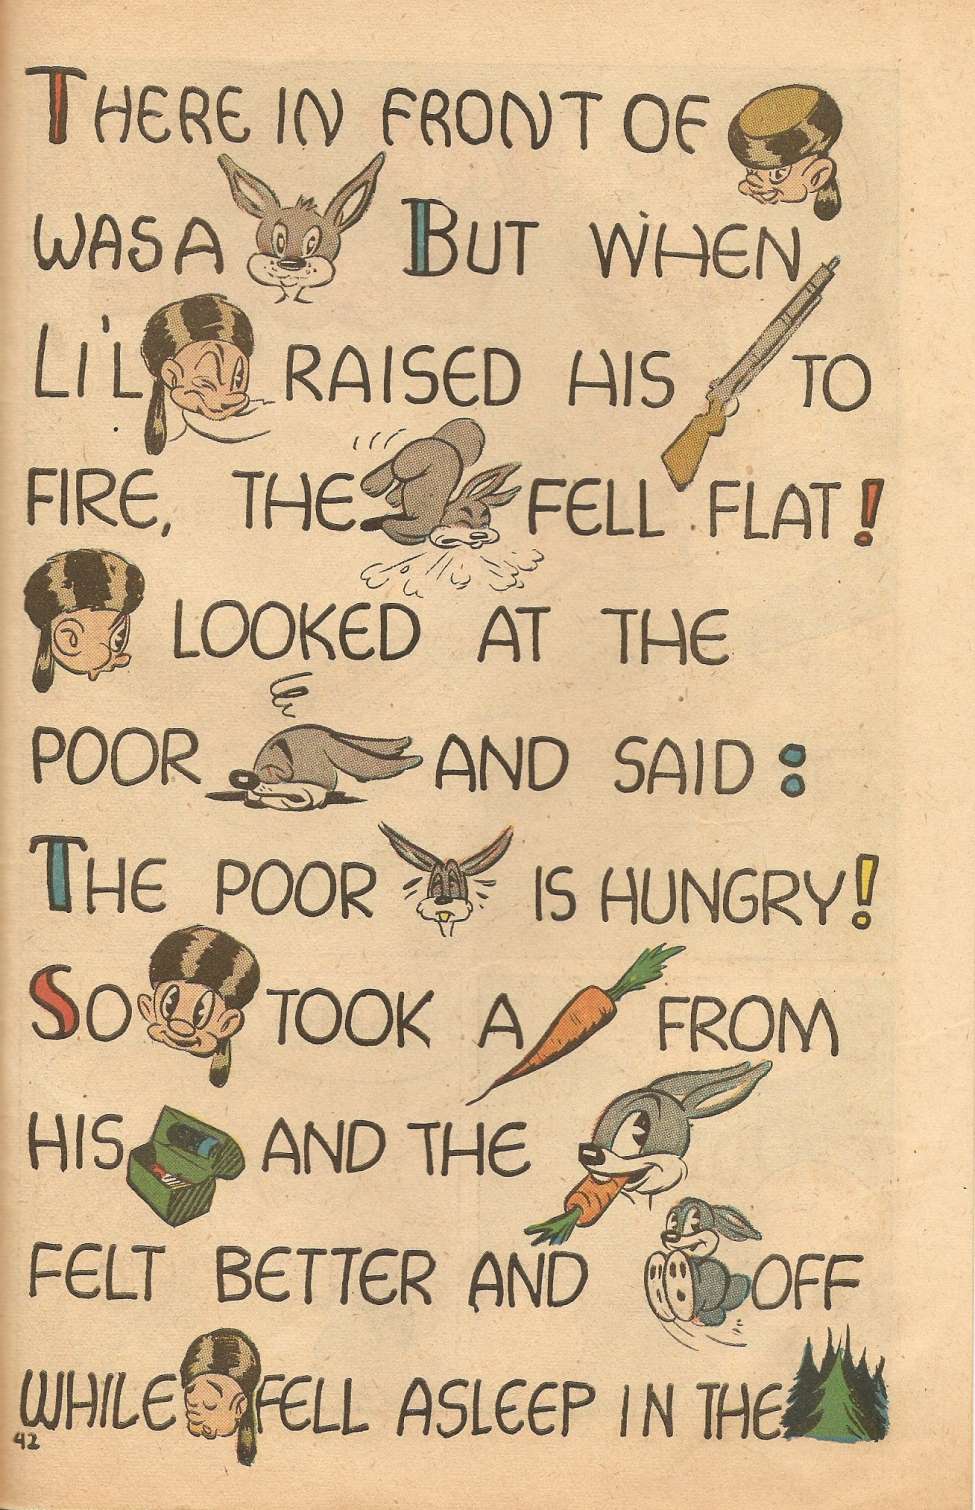 THERE IN FRONT OF
WAS A BUT WHEN
LI'L RAISED HIS TO
FIRE, THE FELL FLAT!
LOOKED AT THE
POOR AND SAID:
THE POOR IS HUNGRY!
SO TOOK A FROM
HIS AND THE
FELT BETTER AND OFF
WHILE FELL ASLEEP IN THE
42